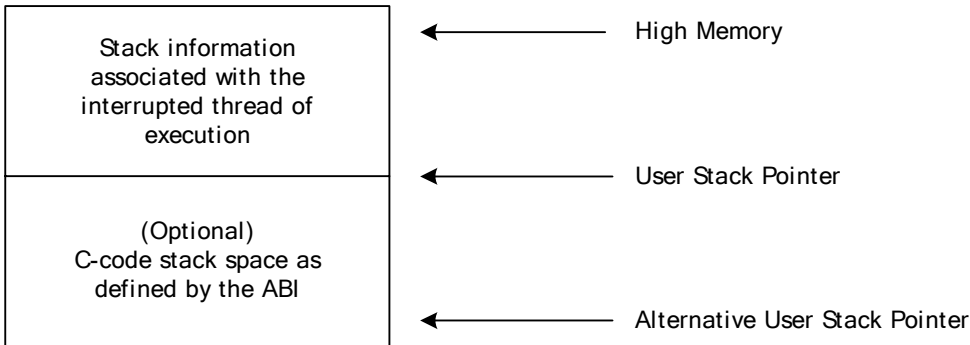 High Memory
Stack information
associated with the
interrupted thread of
execution
User Stack Pointer
(Optional)
C-code stack space as
defined by the ABI
Alternative User Stack Pointer